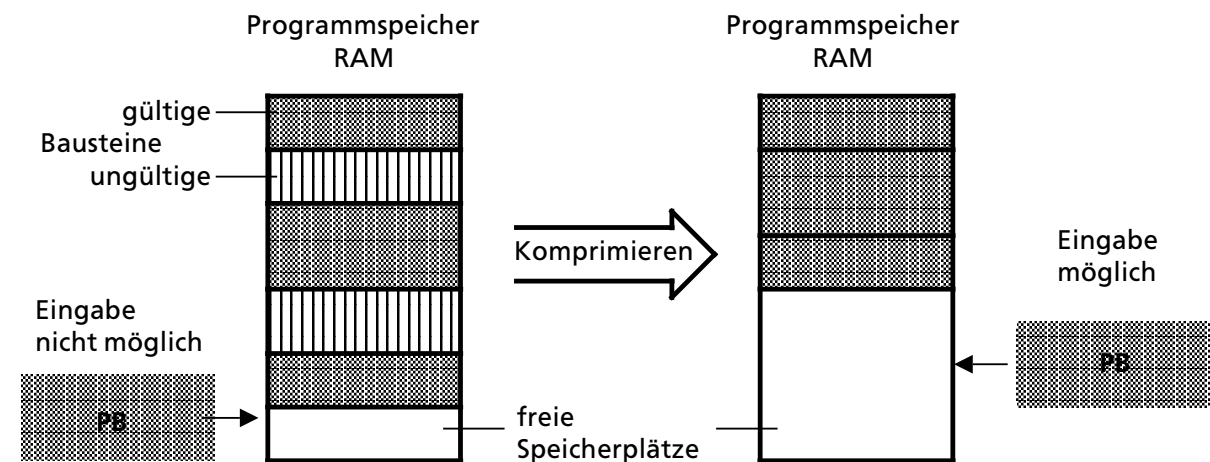 Programmspeicher
RAM
Programmspeicher
RAM
gültige
Bausteine
ungültige
Komprimieren
Eingabe
möglich
Eingabe
nicht möglich
PB
PB
freie
Speicherplätze